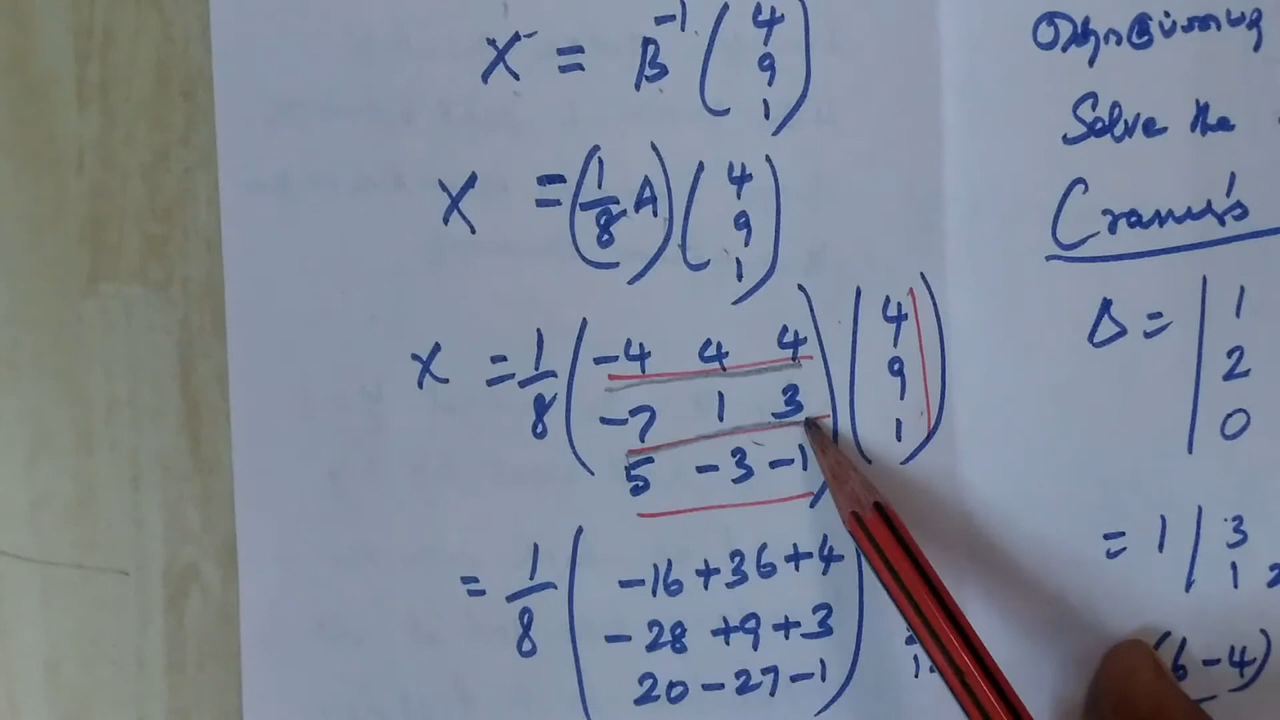 X = B⁻¹ (4 9 1)
X = (1/8 A) (4 9 1)
X = 1/8 (-4 4 4
-7 1 3
5 -3 -1) (4 9 1)
= 1/8 (-16+36+4
-28+9+3
20-27-1)
Solve the
Cramer's
Δ = | 1
2
0
= 1 | 3
1 2
(6-4)